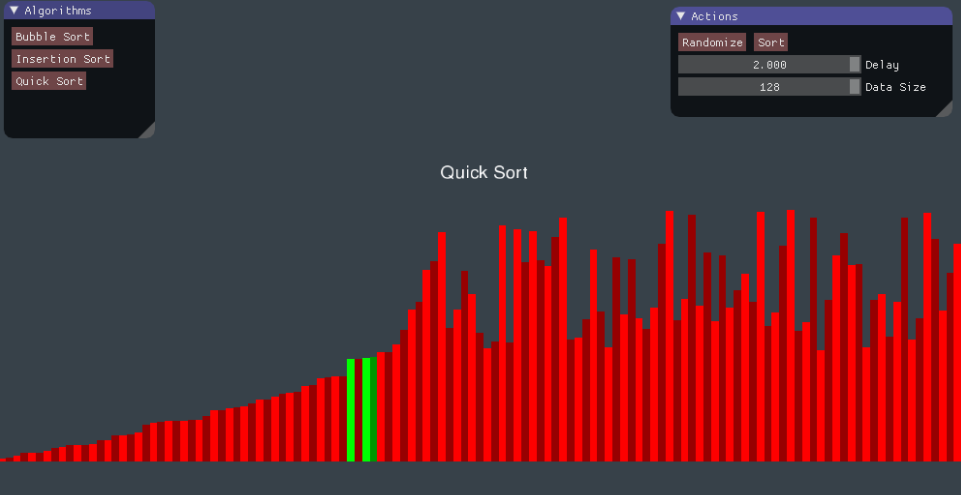 Algorithms
Bubble Sort
Insertion Sort
Quick Sort
Actions
Randomize Sort
2.000 Delay
128 Data Size
Quick Sort